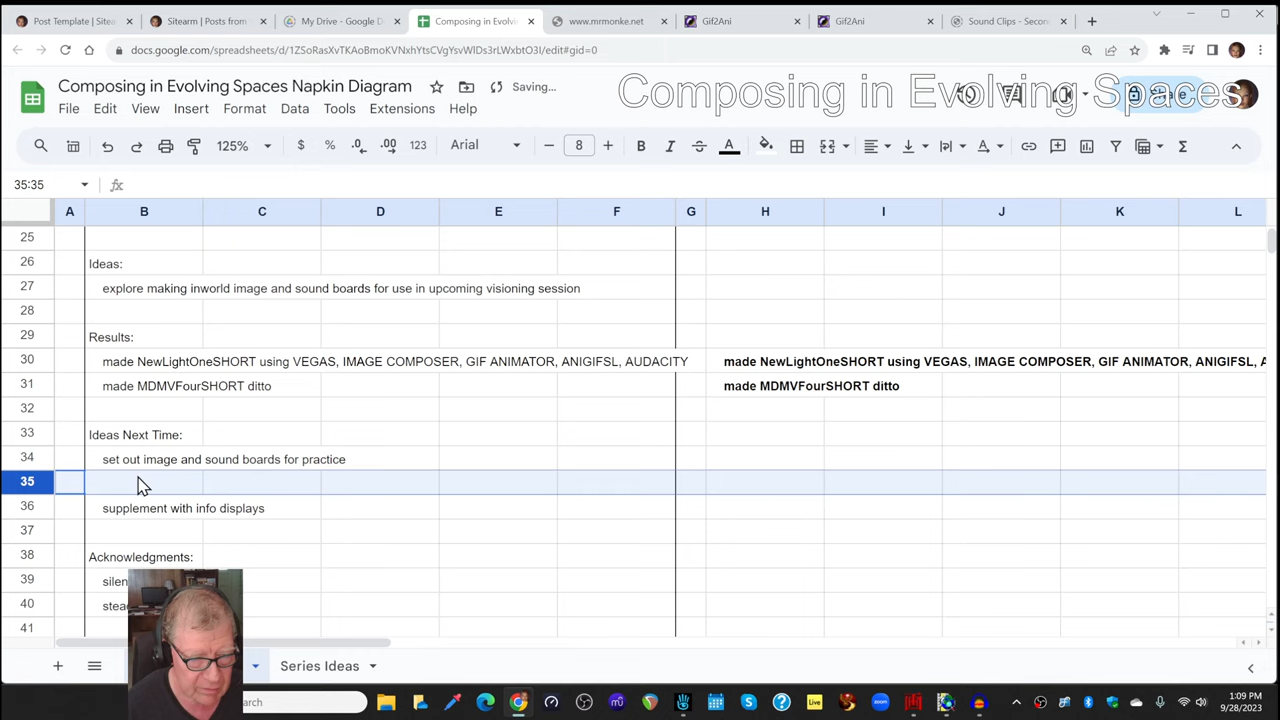 Post Template | Sitea
Sitearm | Posts from
My Drive - Google D
Composing in Evolvi
www.mrmonke.net
Gif2Ani
Gif2Ani
Sound Clips - Secon
docs.google.com/spreadsheets/d/1ZSoRasXvTKAoBmoKVNxhYtsCVgYsvWlDs3rLWxbtO3I/edit#gid=0
Composing in Evolving Spaces Napkin Diagram
Saving...
Composing in Evolving Spaces
File Edit View Insert Format Data Tools Extensions Help
125% $ % .0 .00 123 Arial 8 B I S A Σ
35:35 fx
A B C D E F G H I J K L
25
26 Ideas:
27 explore making inworld image and sound boards for use in upcoming visioning session
28
29 Results:
30 made NewLightOneSHORT using VEGAS, IMAGE COMPOSER, GIF ANIMATOR, ANIGIFSL, AUDACITY made NewLightOneSHORT using VEGAS, IMAGE COMPOSER, GIF ANIMATOR, ANIGIFSL, A
31 made MDMVFourSHORT ditto made MDMVFourSHORT ditto
32
33 Ideas Next Time:
34 set out image and sound boards for practice
35
36 supplement with info displays
37
38 Acknowledgments:
39 silen
40 stea
41
Series Ideas
earch
Live
zoom
1:09 PM
9/28/2023